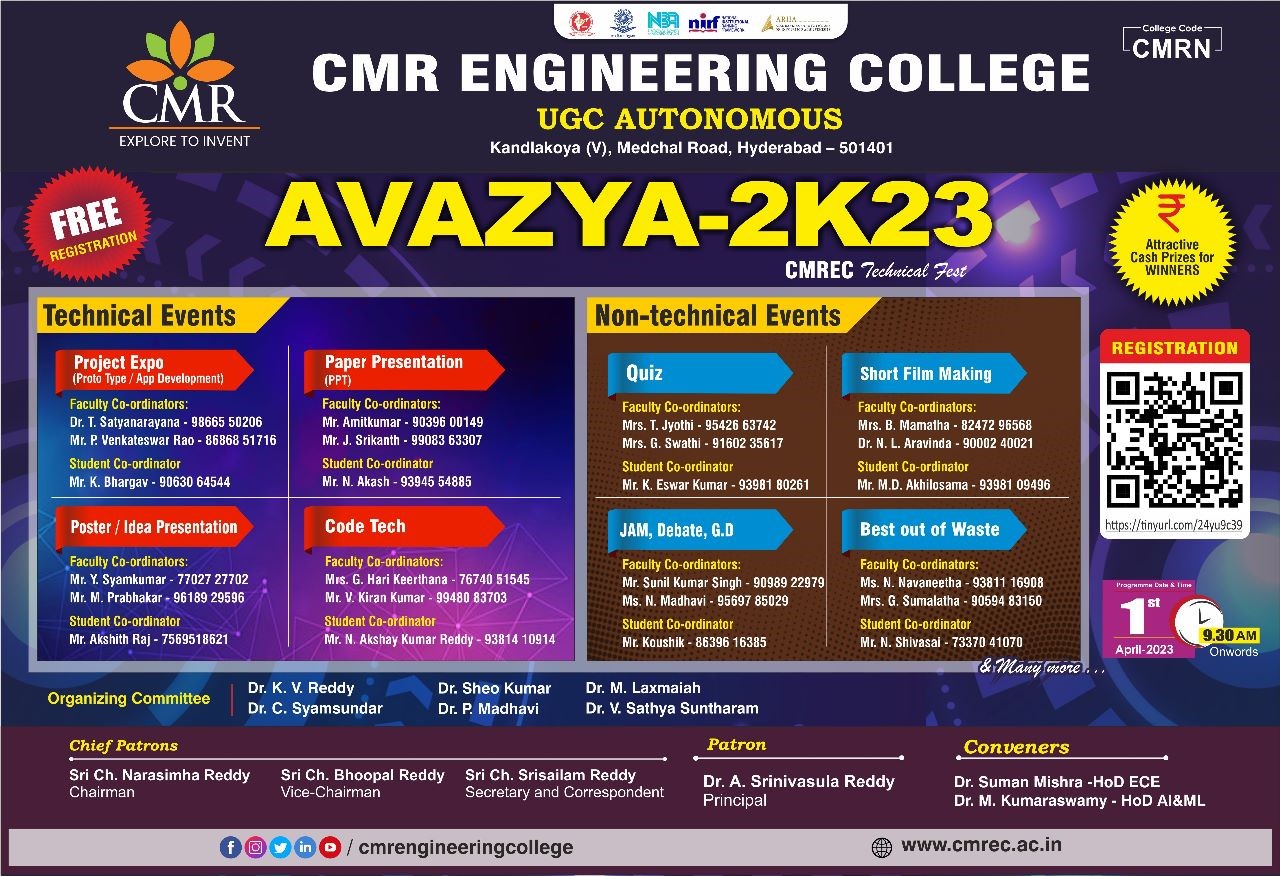 NBA
nirf NATIONAL INSTITUTIONAL RANKING FRAMEWORK
ARIIA
College Code
CMRN
CMR
EXPLORE TO INVENT
CMR ENGINEERING COLLEGE
UGC AUTONOMOUS
Kandlakoya (V), Medchal Road, Hyderabad – 501401
FREE
REGISTRATION
AVAZYA-2K23
CMREC Technical Fest
₹
Attractive
Cash Prizes for
WINNERS
Technical Events
Project Expo
(Proto Type / App Development)
Faculty Co-ordinators:
Dr. T. Satyanarayana - 98665 50206
Mr. P. Venkateswar Rao - 86868 51716
Student Co-ordinator
Mr. K. Bhargav - 90630 64544
Paper Presentation
(PPT)
Faculty Co-ordinators:
Mr. Amitkumar - 90396 00149
Mr. J. Srikanth - 99083 63307
Student Co-ordinator
Mr. N. Akash - 93945 54885
Poster / Idea Presentation
Faculty Co-ordinators:
Mr. Y. Syamkumar - 77027 27702
Mr. M. Prabhakar - 96189 29596
Student Co-ordinator
Mr. Akshith Raj - 7569518621
Code Tech
Faculty Co-ordinators:
Mrs. G. Hari Keerthana - 76740 51545
Mr. V. Kiran Kumar - 99480 83703
Student Co-ordinator
Mr. N. Akshay Kumar Reddy - 93814 10914
Non-technical Events
Quiz
Faculty Co-ordinators:
Mrs. T. Jyothi - 95426 63742
Mrs. G. Swathi - 91602 35617
Student Co-ordinator
Mr. K. Eswar Kumar - 93981 80261
Short Film Making
Faculty Co-ordinators:
Mrs. B. Mamatha - 82472 96568
Dr. N. L. Aravinda - 90002 40021
Student Co-ordinator
Mr. M.D. Akhilosama - 93981 09496
JAM, Debate, G.D
Faculty Co-ordinators:
Mr. Sunil Kumar Singh - 90989 22979
Ms. N. Madhavi - 95697 85029
Student Co-ordinator
Mr. Koushik - 86396 16385
Best out of Waste
Faculty Co-ordinators:
Ms. N. Navaneetha - 93811 16908
Mrs. G. Sumalatha - 90594 83150
Student Co-ordinator
Mr. N. Shivasai - 73370 41070
& Many more ...
REGISTRATION
https://tinyurl.com/24yu9c39
Programme Date & Time
1st
April-2023
9.30 AM
Onwords
Organizing Committee
Dr. K. V. Reddy
Dr. C. Syamsundar
Dr. Sheo Kumar
Dr. P. Madhavi
Dr. M. Laxmaiah
Dr. V. Sathya Suntharam
Chief Patrons
Sri Ch. Narasimha Reddy
Chairman
Sri Ch. Bhoopal Reddy
Vice-Chairman
Sri Ch. Srisailam Reddy
Secretary and Correspondent
Patron
Dr. A. Srinivasula Reddy
Principal
Conveners
Dr. Suman Mishra -HoD ECE
Dr. M. Kumaraswamy - HoD AI&ML
/ cmrengineeringcollege
www.cmrec.ac.in